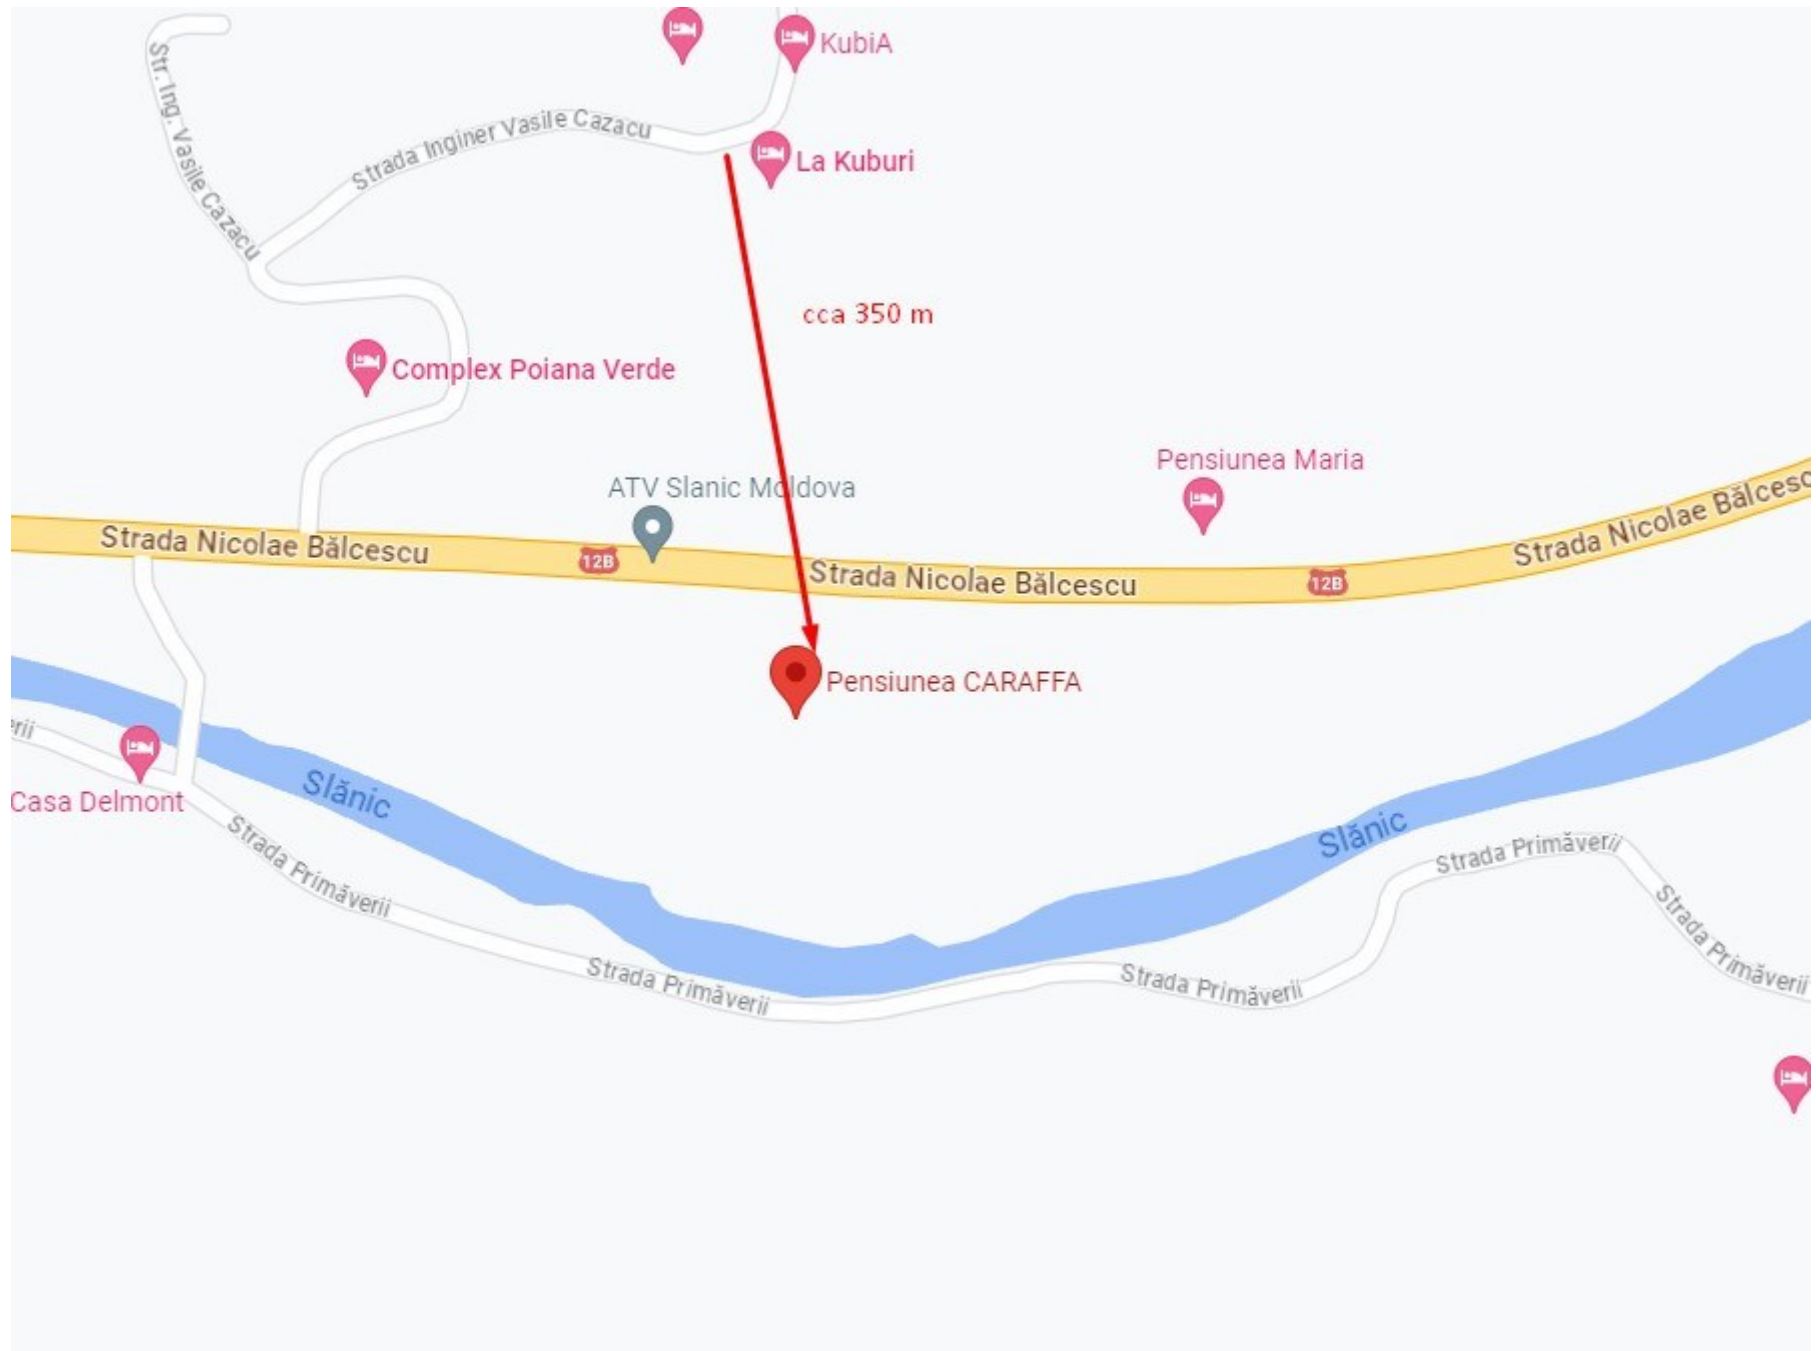 KubiA
Str. Ing. Vasile Cazacu
Strada Inginer Vasile Cazacu
La Kuburi
cca 350 m
Complex Poiana Verde
Pensiunea Maria
ATV Slanic Moldova
Strada Nicolae Bălcesc
Strada Nicolae Bălcescu
12B
Strada Nicolae Bălcescu
12B
Pensiunea CARAFFA
erii
Casa Delmont
Slănic
Slănic
Strada Primăverii
Strada Primăverii
Strada Primăverii
Strada Primăverii
Strada Primăverii